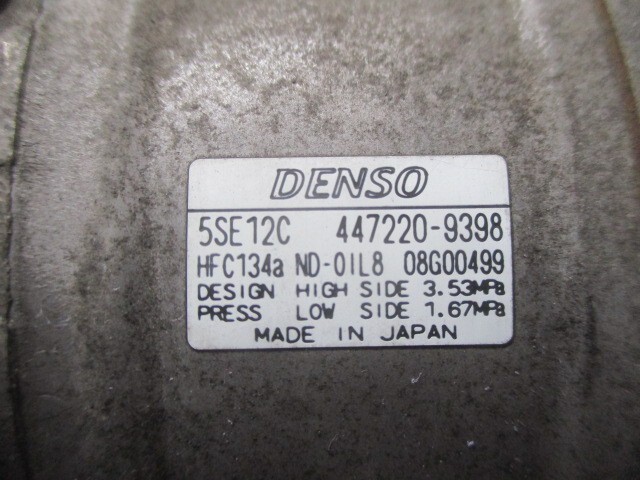 DENSO
5SE12C 447220-9398
HFC134a ND-OIL8 08G00499
DESIGN HIGH SIDE 3.53MPa
PRESS LOW SIDE 1.67MPa
MADE IN JAPAN